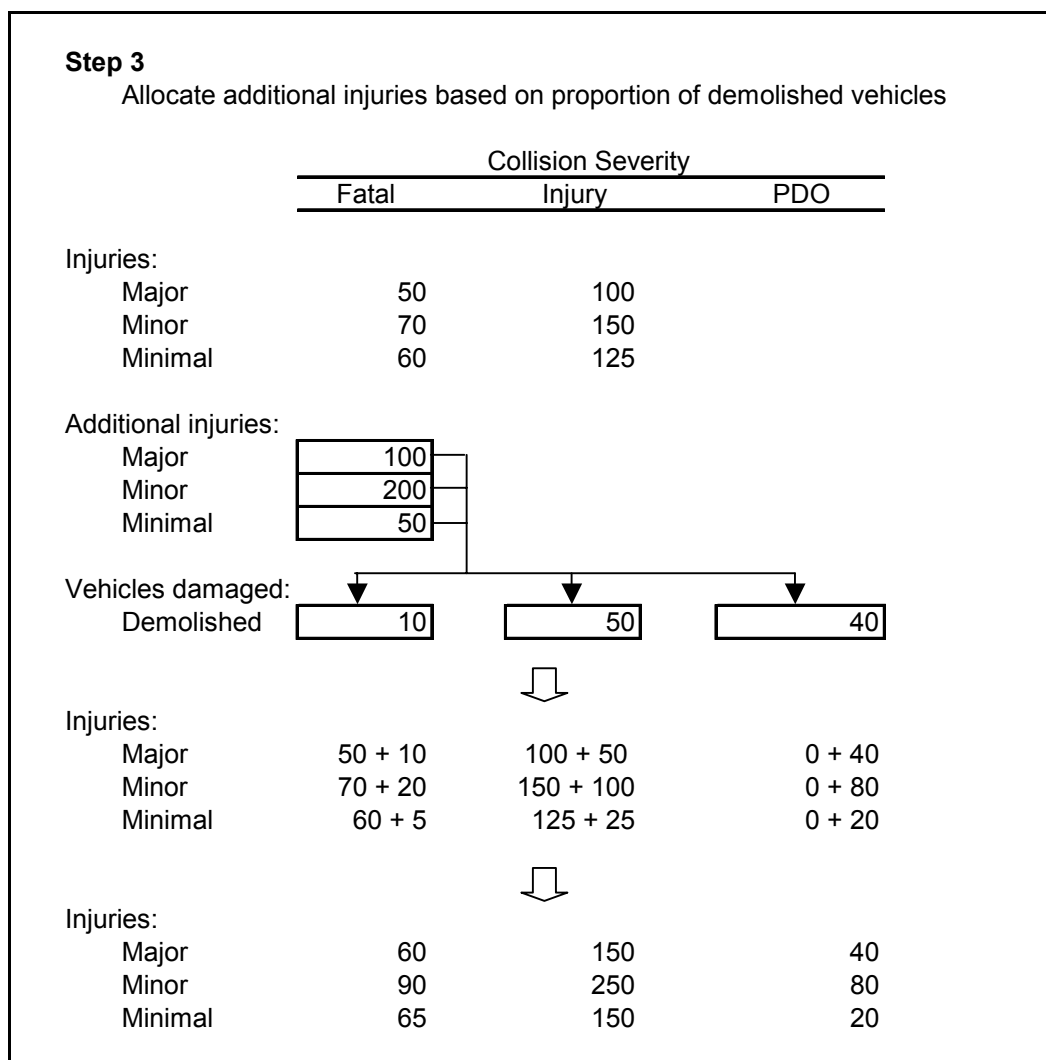 Step 3
Allocate additional injuries based on proportion of demolished vehicles
Collision Severity
Fatal Injury PDO
Injuries:
Major 50 100
Minor 70 150
Minimal 60 125
Additional injuries:
Major 100
Minor 200
Minimal 50
Vehicles damaged:
Demolished 10 50 40
Injuries:
Major 50 + 10 100 + 50 0 + 40
Minor 70 + 20 150 + 100 0 + 80
Minimal 60 + 5 125 + 25 0 + 20
Injuries:
Major 60 150 40
Minor 90 250 80
Minimal 65 150 20